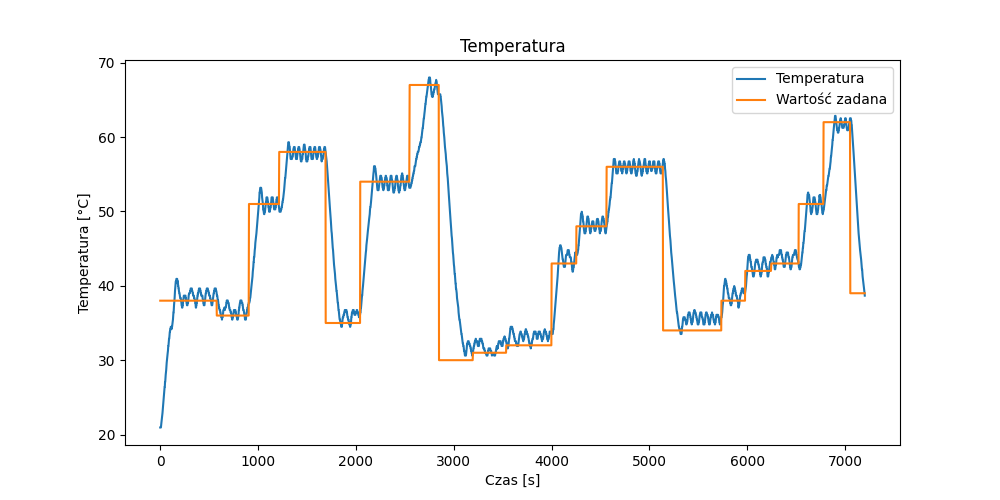 Temperatura
Temperatura
Wartość zadana
Temperatura [°C]
70
60
50
40
30
20
0
1000
2000
3000
4000
5000
6000
7000
Czas [s]